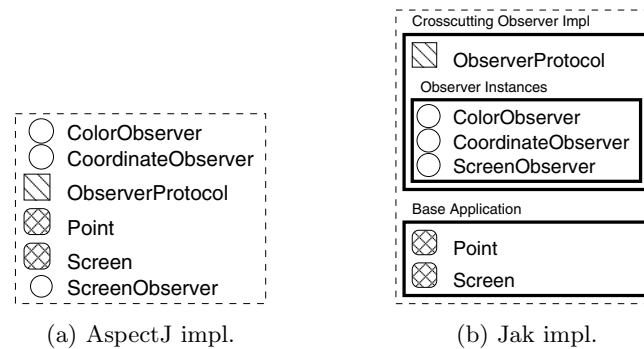 ColorObserver
CoordinateObserver
ObserverProtocol
Point
Screen
ScreenObserver
(a) AspectJ impl.
Crosscutting Observer Impl
ObserverProtocol
Observer Instances
ColorObserver
CoordinateObserver
ScreenObserver
Base Application
Point
Screen
(b) Jak impl.